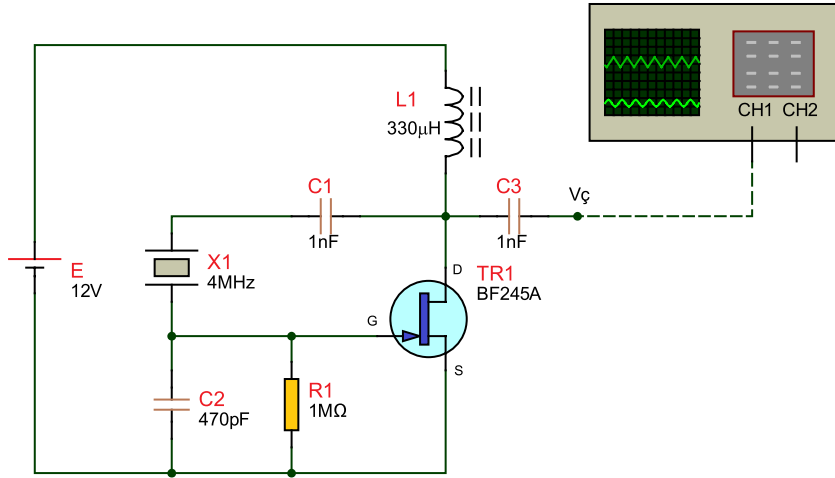 L1
330µH
CH1 CH2
C1
1nF
C3
1nF
Vç
X1
4MHz
E
12V
D
TR1
BF245A
G
S
C2
470pF
R1
1MΩ